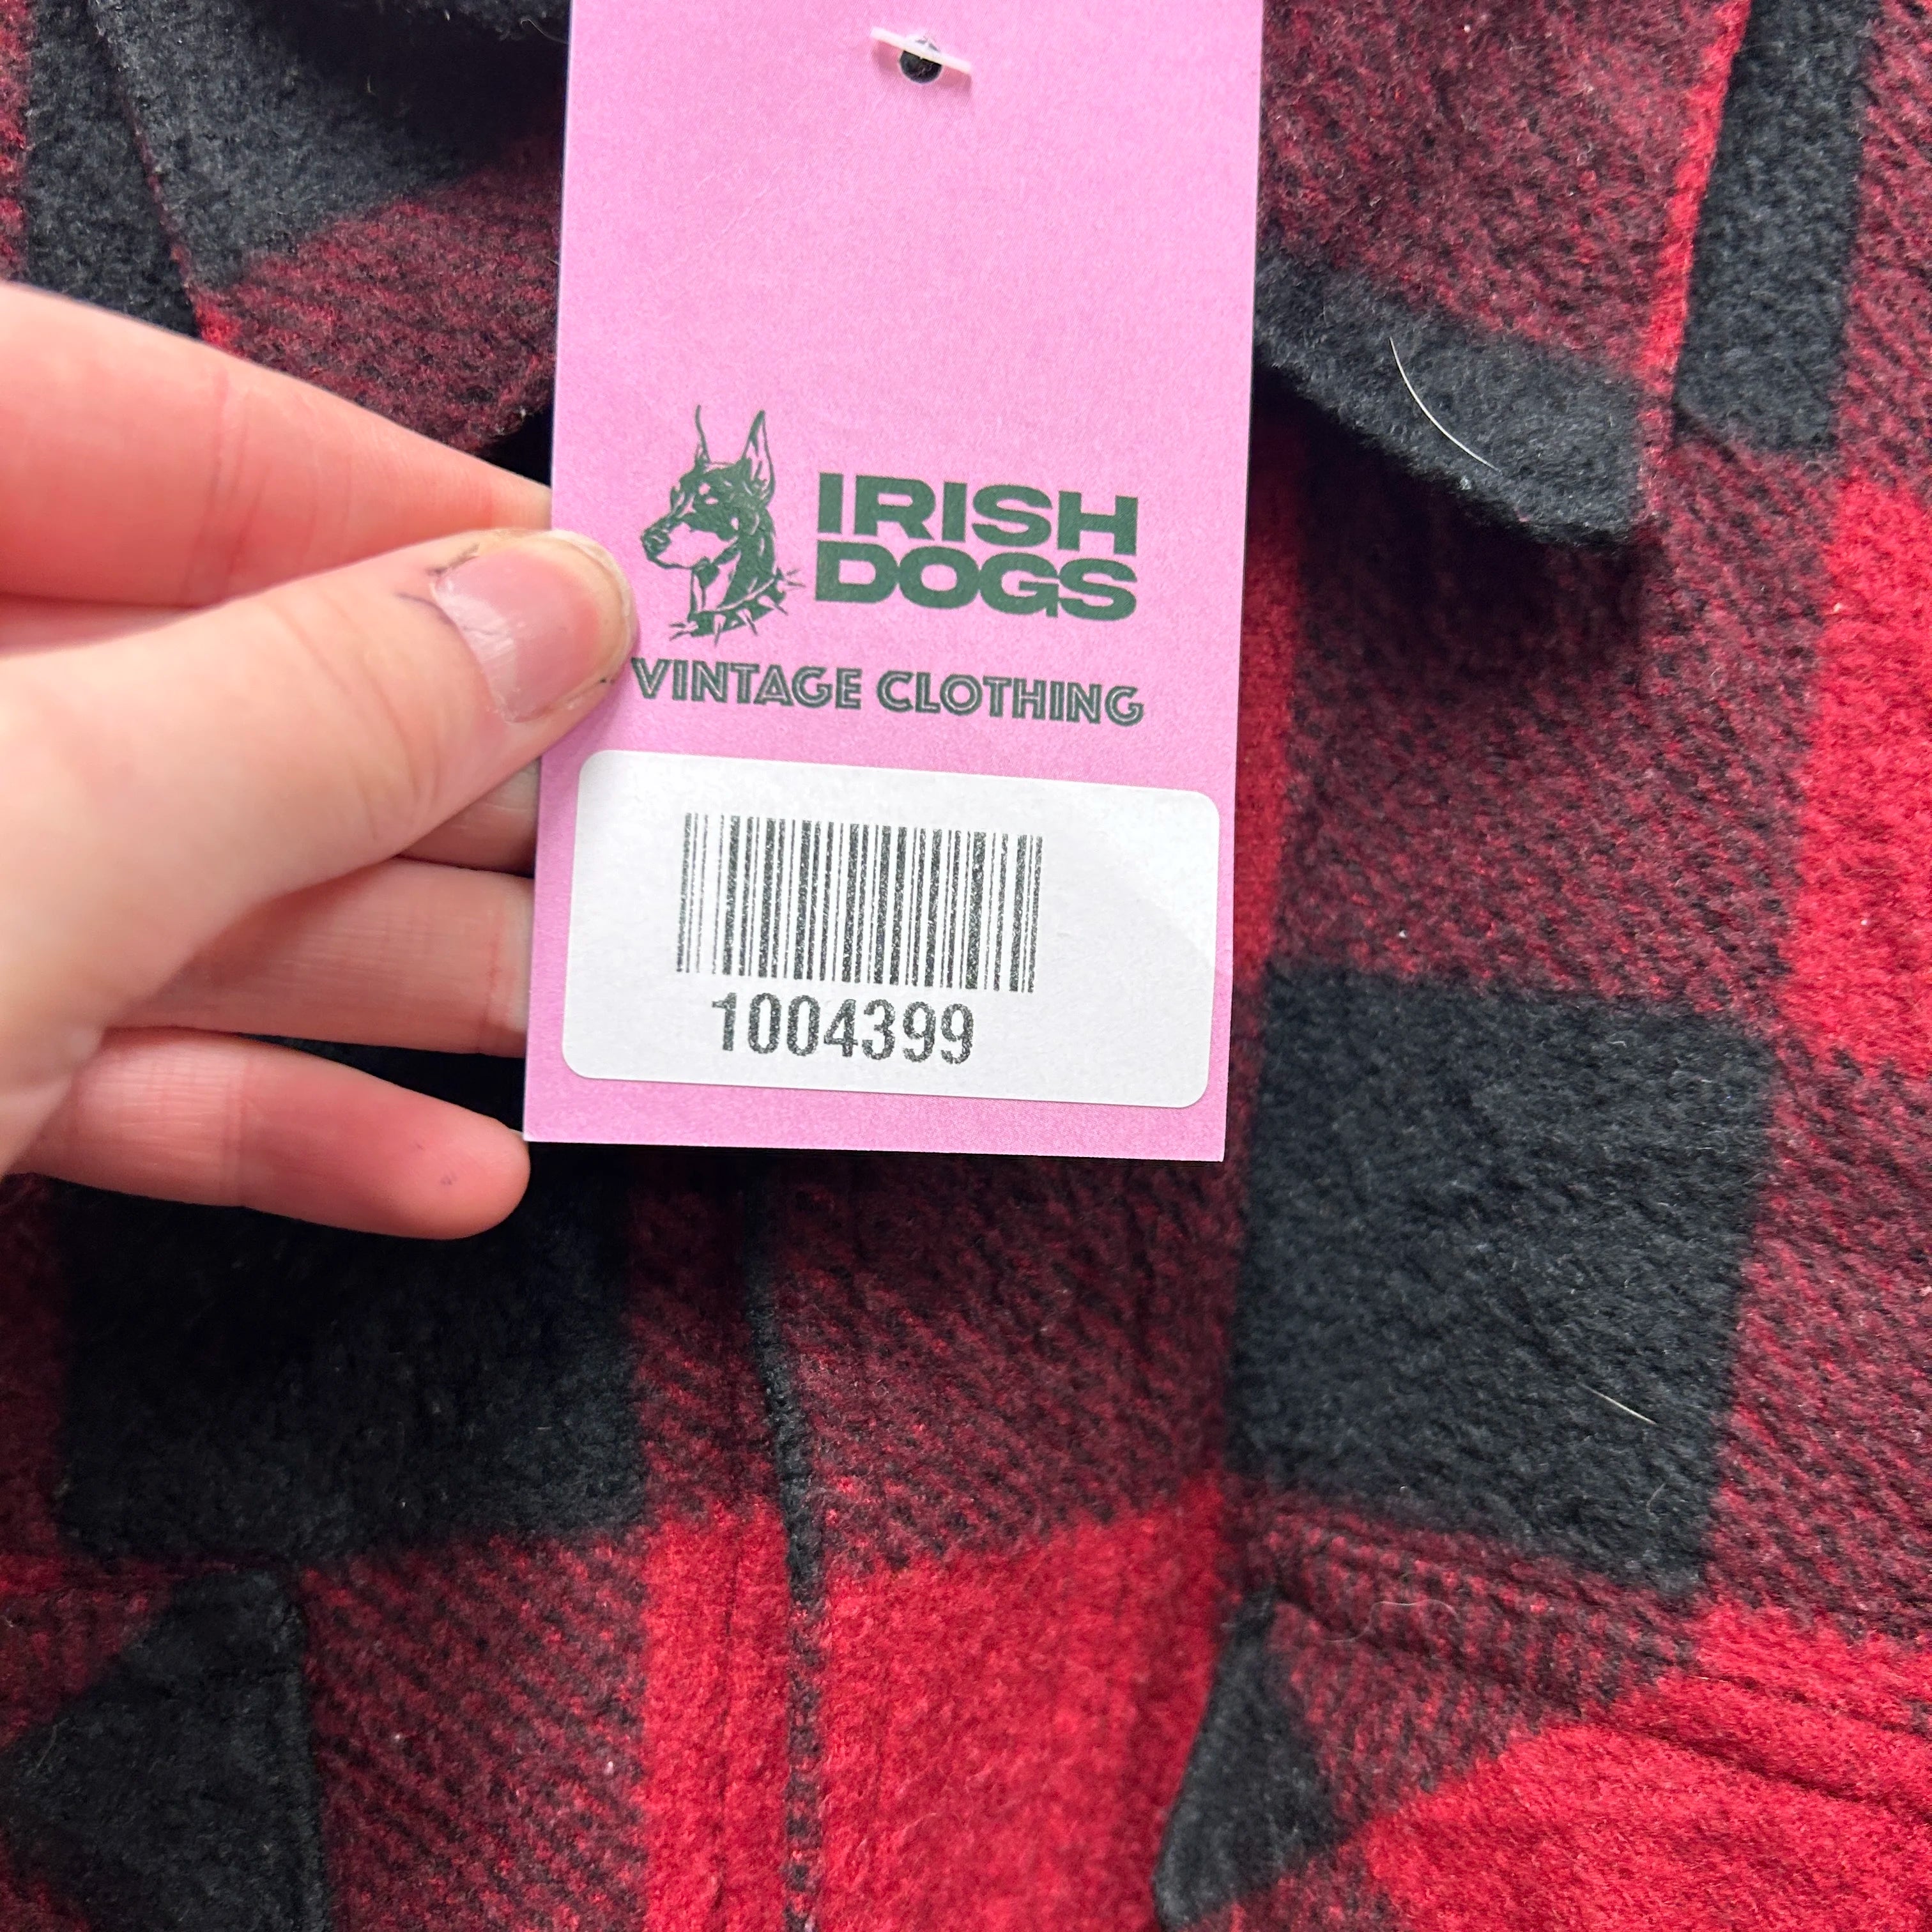 IRISH
DOGS
VINTAGE CLOTHING
1004399